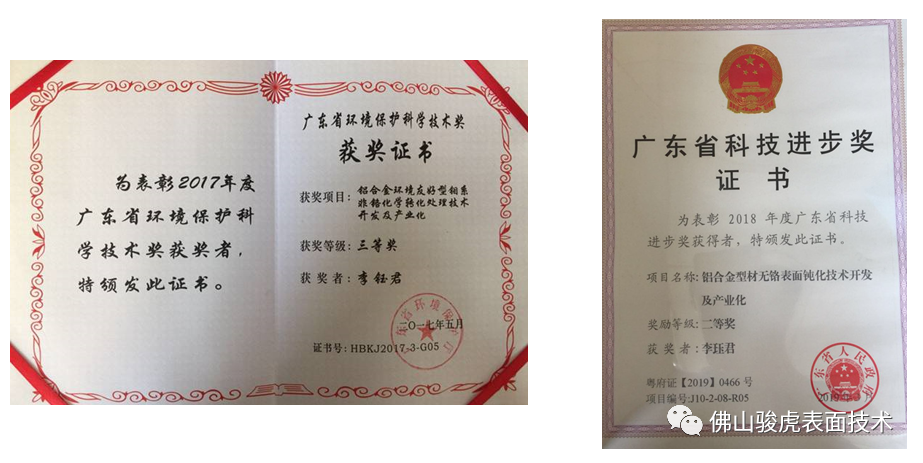 为表彰2017年度
广东省环境保护科
学技术奖获奖者,
特颁发此证书。
广东省环境保护科学技术奖
获奖证书
获奖项目: 铝合金环境友好型钼系
非铬化学转化处理技术
开发及产业化
获奖等级: 三等奖
获 奖 者: 李钰君
二〇一七年五月
证书号: HBKJ2017-3-G05
广东省科技进步奖
证 书
为表彰 2018 年度广东省科技
进步奖获得者, 特颁发此证书。
项目名称: 铝合金型材无铬表面钝化技术开发
及产业化
奖励等级: 二等奖
获 奖 者: 李珏君
粤府证【2019】0466 号
项目编号:J10-2-08-R05
佛山骏虎表面技术